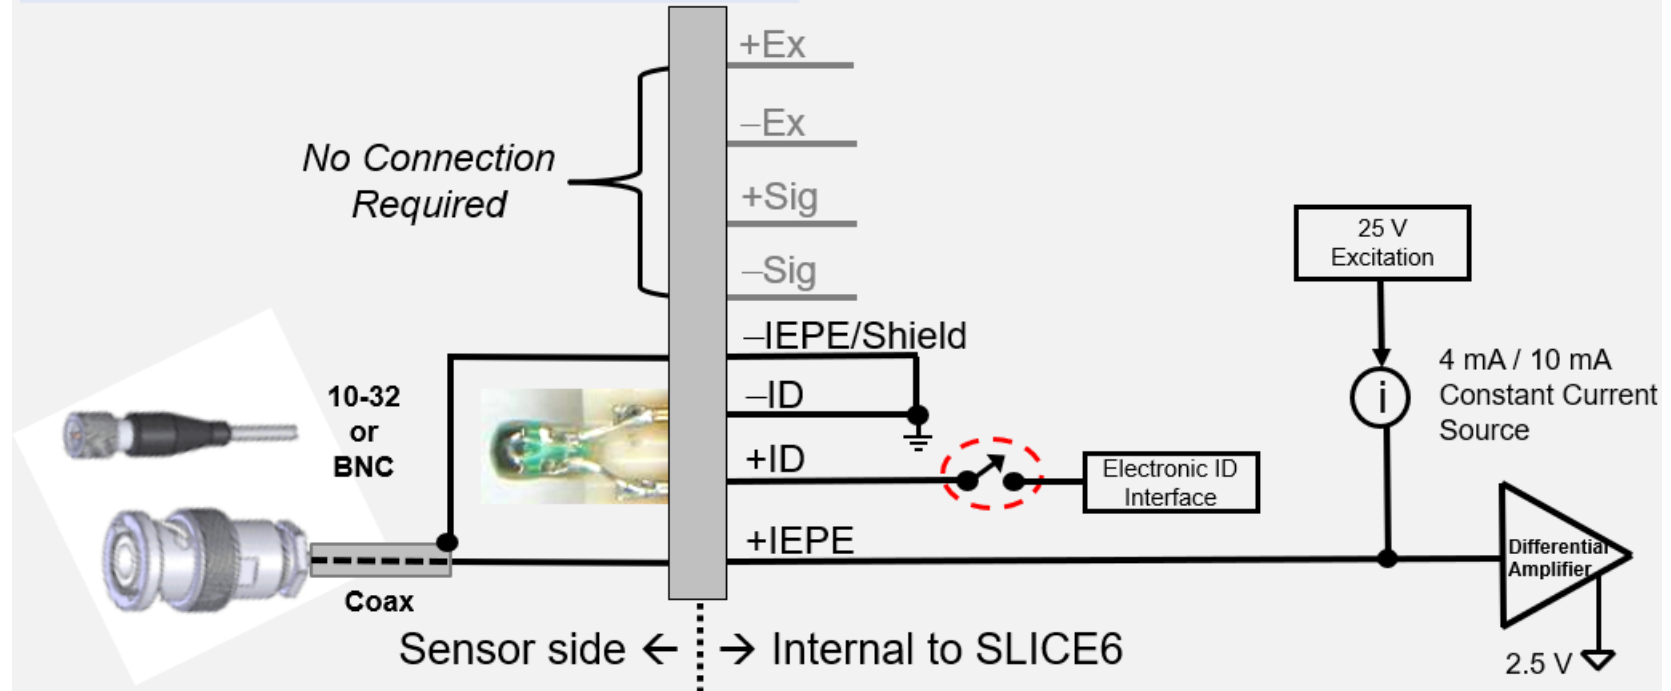 +Ex
–Ex
No Connection
Required
+Sig
–Sig
25 V
Excitation
–IEPE/Shield
4 mA / 10 mA
Constant Current
Source
10-32
or
BNC
–ID
+ID
Electronic ID
Interface
+IEPE
i
Differential
Amplifier
Coax
Sensor side ← → Internal to SLICE6
2.5 V